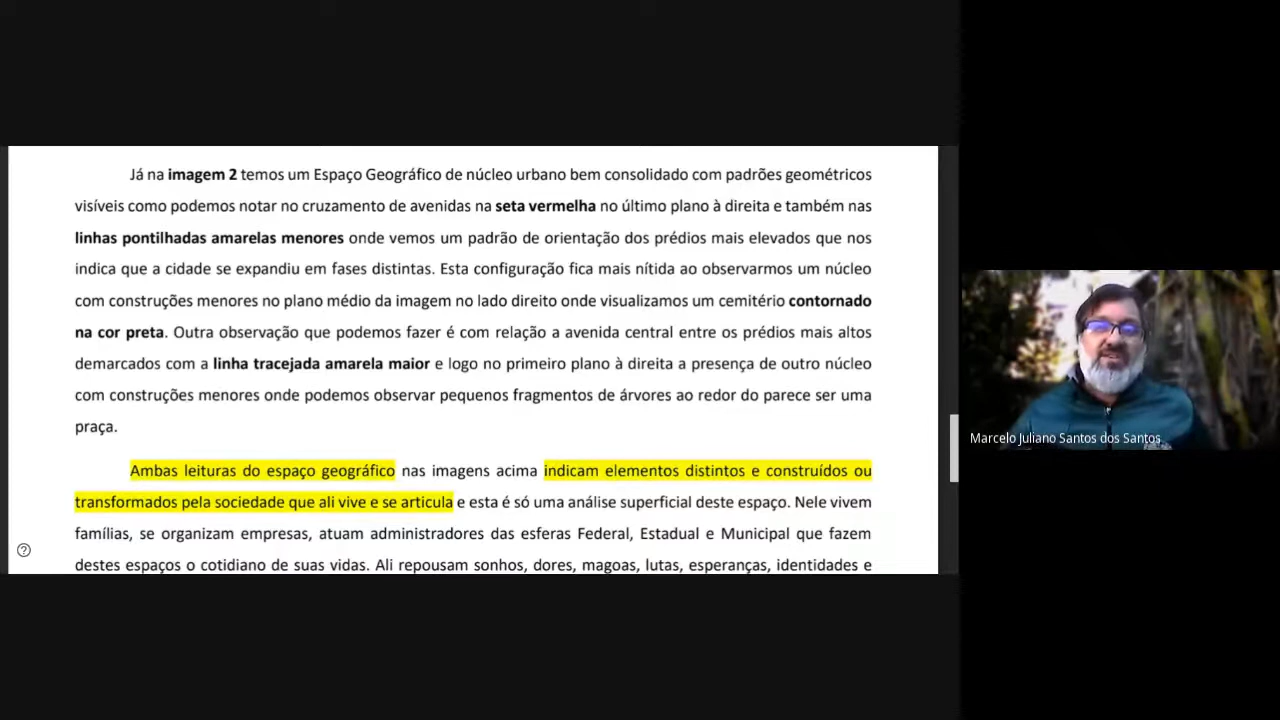 Já na imagem 2 temos um Espaço Geográfico de núcleo urbano bem consolidado com padrões geométricos
visíveis como podemos notar no cruzamento de avenidas na seta vermelha no último plano à direita e também nas
linhas pontilhadas amarelas menores onde vemos um padrão de orientação dos prédios mais elevados que nos
indica que a cidade se expandiu em fases distintas. Esta configuração fica mais nítida ao observarmos um núcleo
com construções menores no plano médio da imagem no lado direito onde visualizamos um cemitério contornado
na cor preta. Outra observação que podemos fazer é com relação a avenida central entre os prédios mais altos
demarcados com a linha tracejada amarela maior e logo no primeiro plano à direita a presença de outro núcleo
com construções menores onde podemos observar pequenos fragmentos de árvores ao redor do parece ser uma
praça.
Ambas leituras do espaço geográfico nas imagens acima indicam elementos distintos e construídos ou
transformados pela sociedade que ali vive e se articula e esta é só uma análise superficial deste espaço. Nele vivem
famílias, se organizam empresas, atuam administradores das esferas Federal, Estadual e Municipal que fazem
destes espaços o cotidiano de suas vidas. Ali repousam sonhos, dores, magoas, lutas, esperanças, identidades e
Marcelo Juliano Santos dos Santos